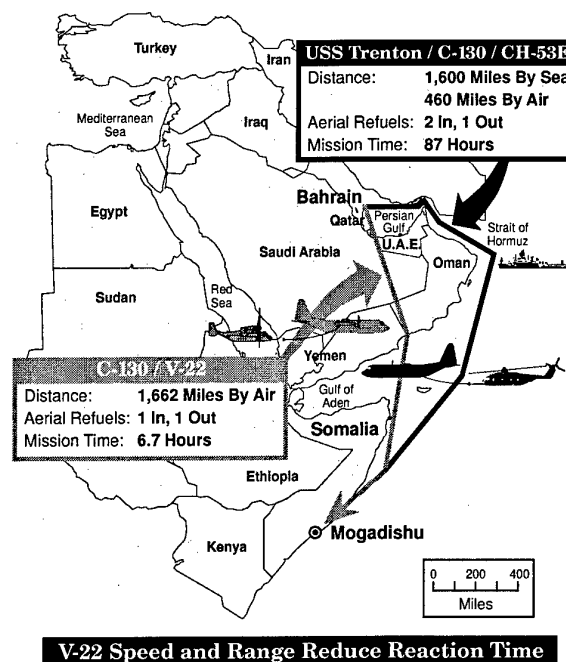 Turkey
Iran
USS Trenton / C-130 / CH-53E
Distance: 1,600 Miles By Sea
460 Miles By Air
Aerial Refuels: 2 In, 1 Out
Mission Time: 87 Hours
Mediterranean
Sea
Iraq
Bahrain
Qatar
Persian
Gulf
Strait of
Hormuz
Egypt
U.A.E.
Saudi Arabia
Oman
Sudan
Red
Sea
Yemen
C-130 / V-22
Distance: 1,662 Miles By Air
Aerial Refuels: 1 In, 1 Out
Mission Time: 6.7 Hours
Gulf of
Aden
Somalia
Ethiopia
Mogadishu
Kenya
0 200 400
Miles
V-22 Speed and Range Reduce Reaction Time